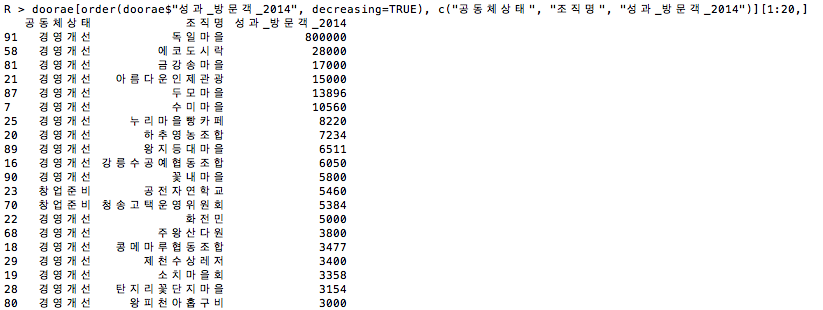 R > doorae[order(doorae$"성과_방문객_2014", decreasing=TRUE), c("공동체상태", "조직명", "성과_방문객_2014")][1:20,]
공동체상태 조직명 성과_방문객_2014
91 경영개선 독일마을 800000
58 경영개선 에코도시락 28000
81 경영개선 금강송마을 17000
21 경영개선 아름다운인제관광 15000
87 경영개선 두모마을 13896
7 경영개선 수미마을 10560
25 경영개선 누리마을빵카페 8220
20 경영개선 하추영농조합 7234
89 경영개선 왕지등대마을 6511
16 경영개선 강릉수공예협동조합 6050
90 경영개선 꽃내마을 5800
23 창업준비 공전자연학교 5460
70 창업준비 청송고택운영위원회 5384
22 경영개선 화전민 5000
68 경영개선 주왕산다원 3800
18 경영개선 콩메마루협동조합 3477
29 경영개선 제천수상레저 3400
19 경영개선 소치마을회 3358
28 경영개선 탄지리꽃단지마을 3154
80 경영개선 왕피천아홉구비 3000